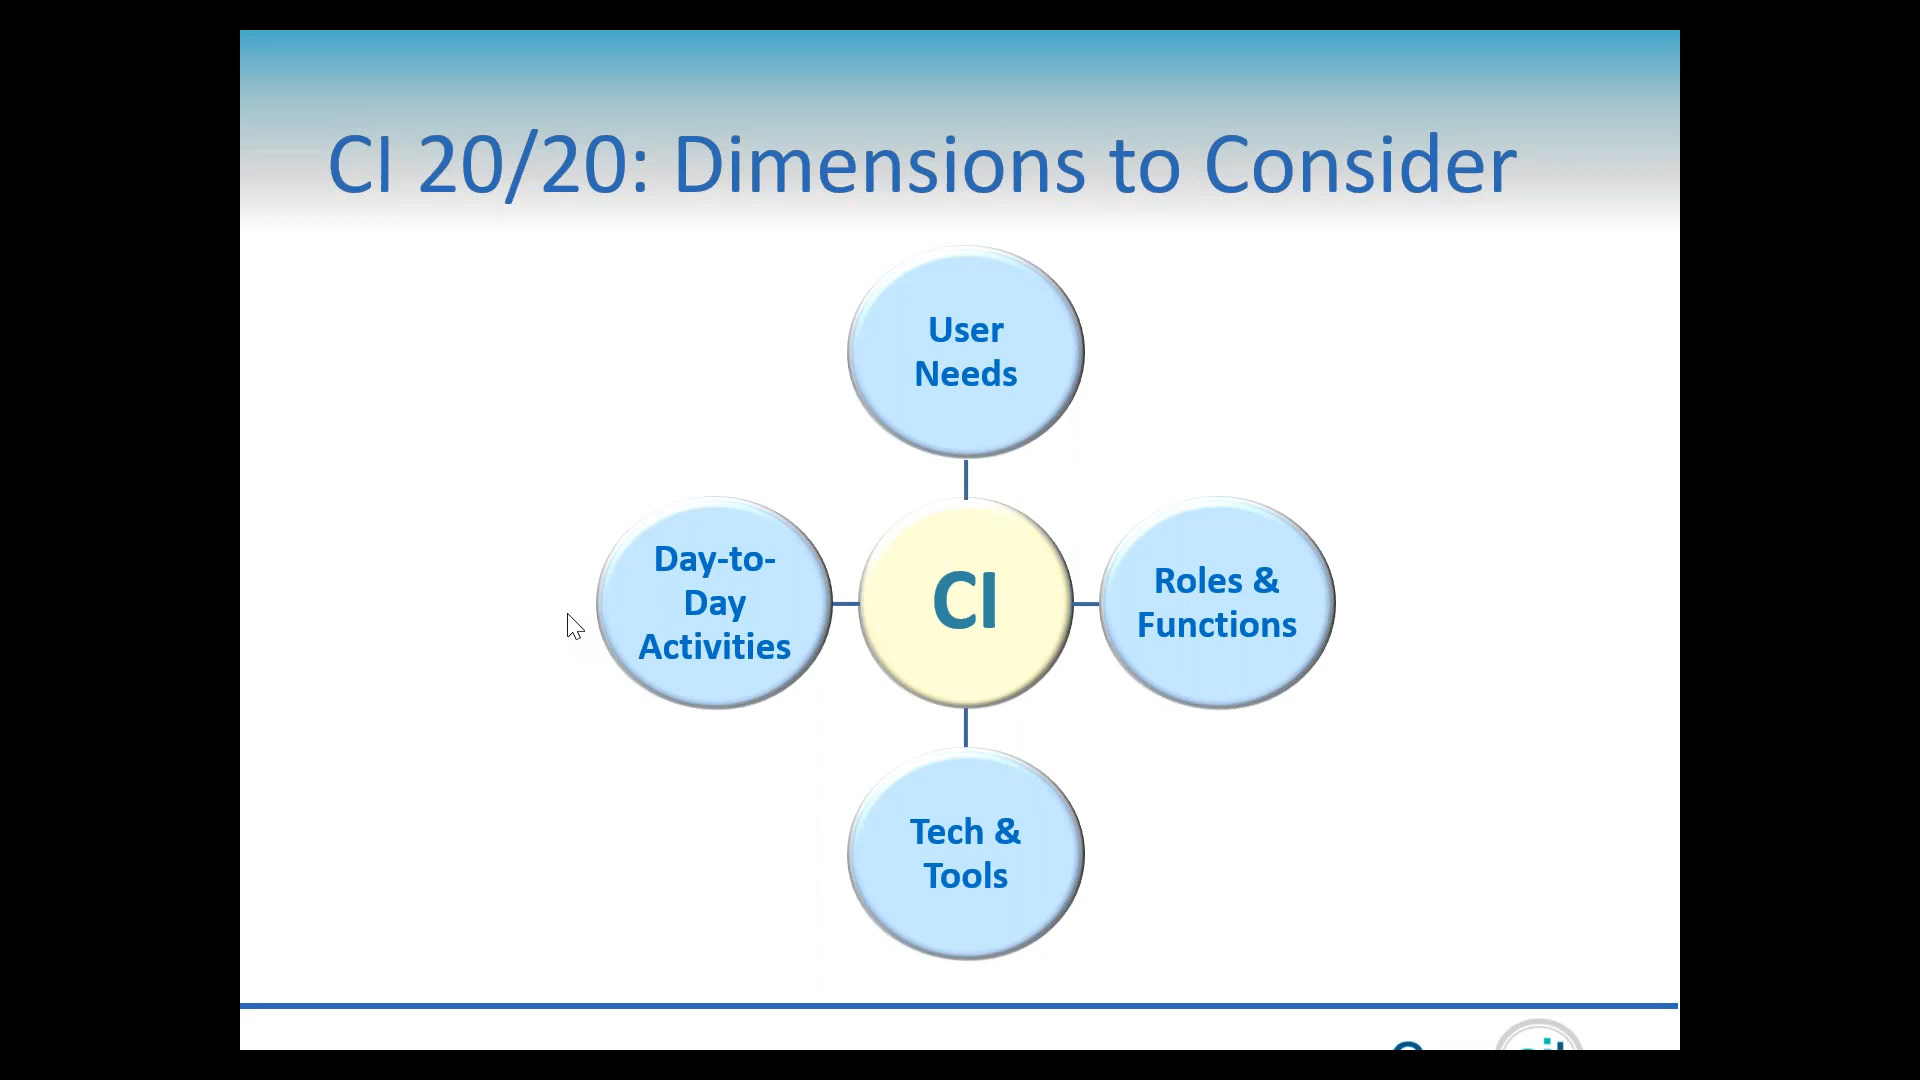 CI 20/20: Dimensions to Consider
User
Needs
Day-to-
Day
Activities
CI
Roles &
Functions
Tech &
Tools